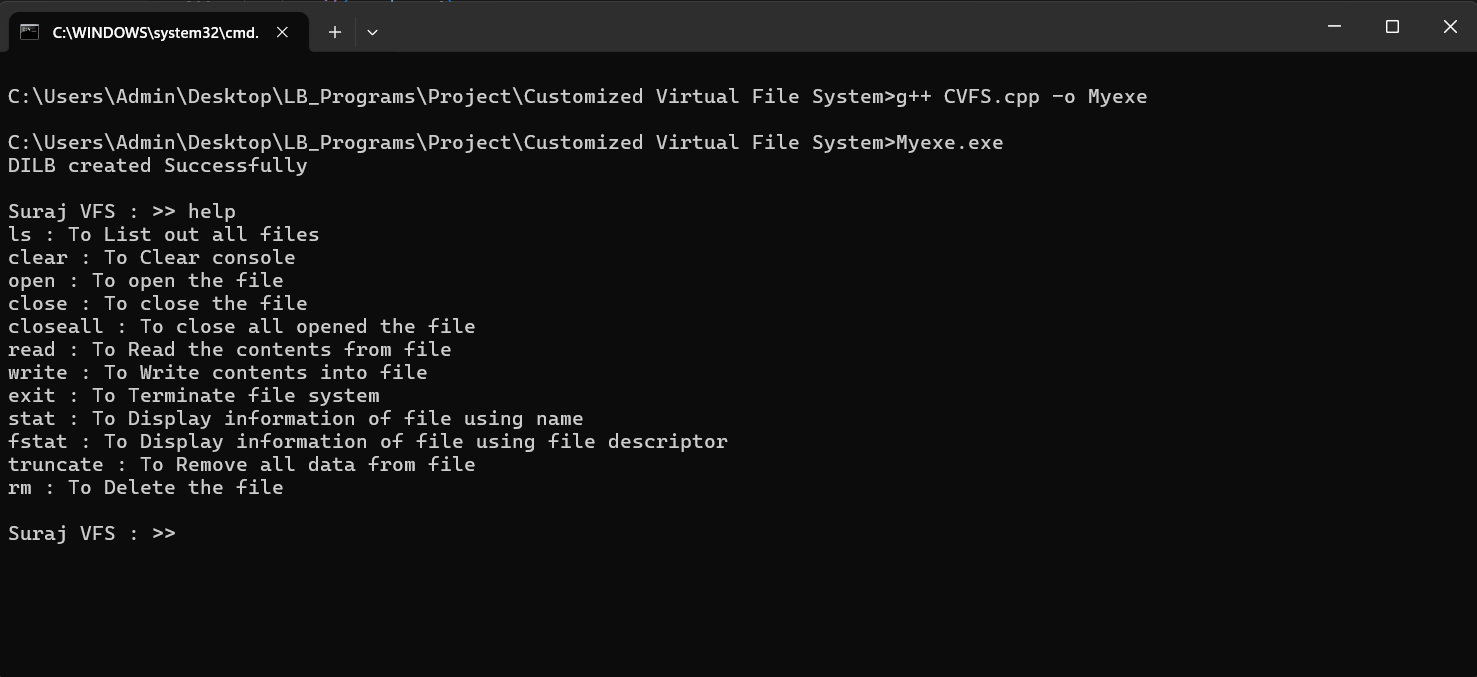 C:\WINDOWS\system32\cmd.
C:\Users\Admin\Desktop\LB_Programs\Project\Customized Virtual File System>g++ CVFS.cpp -o Myexe
C:\Users\Admin\Desktop\LB_Programs\Project\Customized Virtual File System>Myexe.exe
DILB created Successfully
Suraj VFS : >> help
ls : To List out all files
clear : To Clear console
open : To open the file
close : To close the file
closeall : To close all opened the file
read : To Read the contents from file
write : To Write contents into file
exit : To Terminate file system
stat : To Display information of file using name
fstat : To Display information of file using file descriptor
truncate : To Remove all data from file
rm : To Delete the file
Suraj VFS : >>